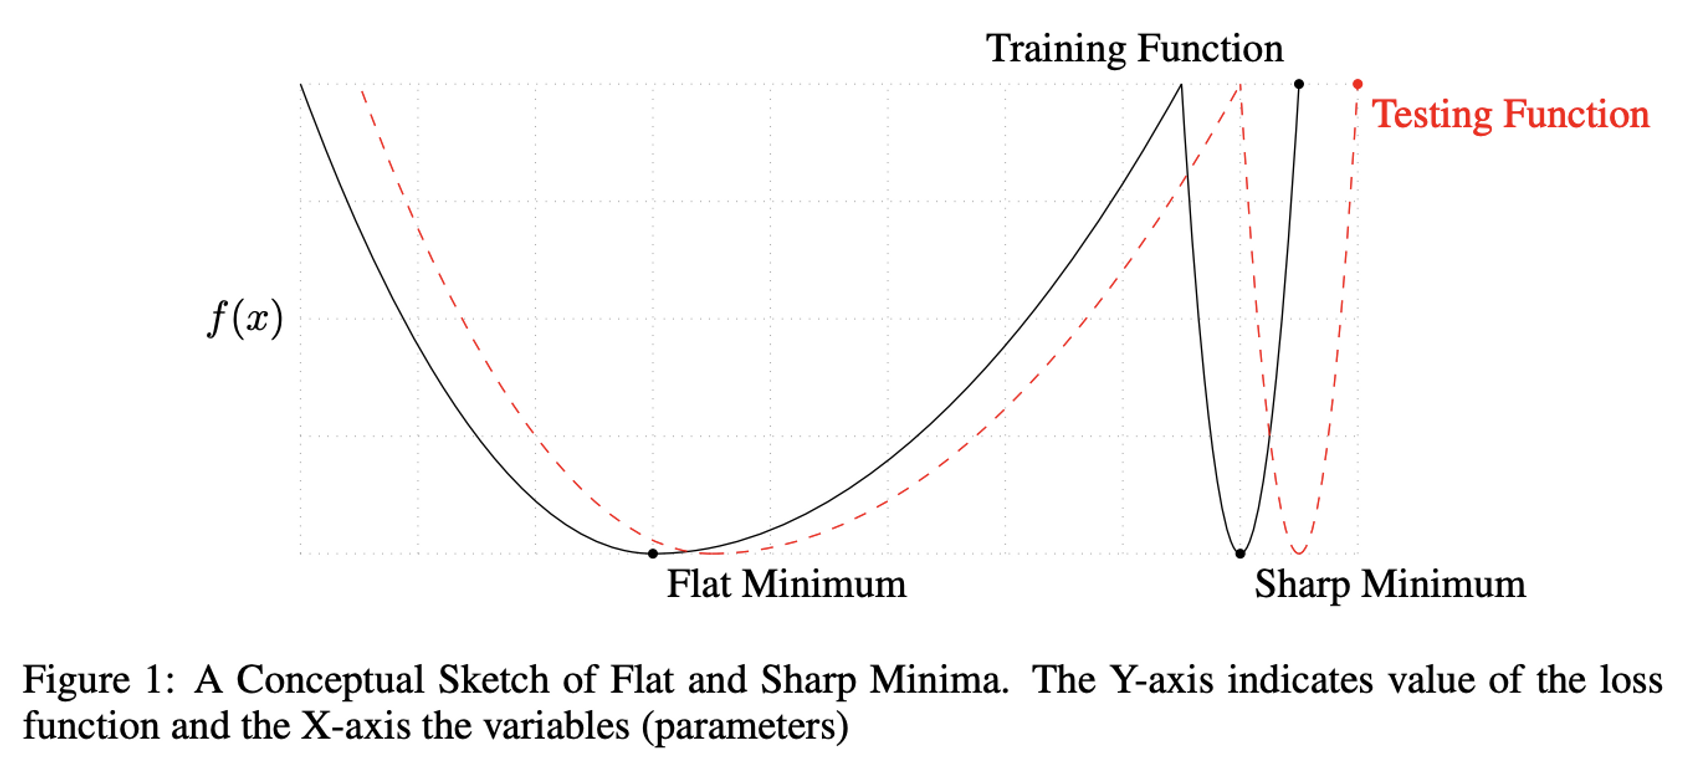 Training Function
Testing Function
f(x)
Flat Minimum
Sharp Minimum
Figure 1: A Conceptual Sketch of Flat and Sharp Minima. The Y-axis indicates value of the loss
function and the X-axis the variables (parameters)